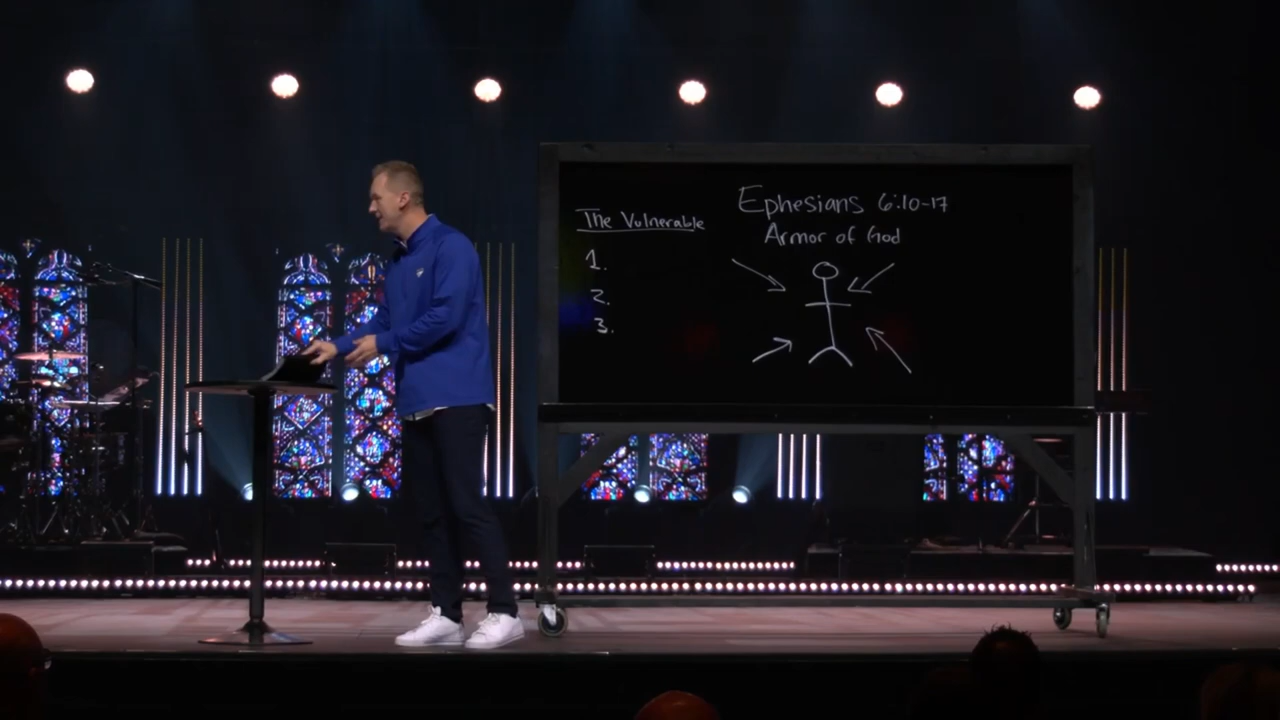 Ephesians 6:10-17
Armor of God
The Vulnerable
1.
2.
3.